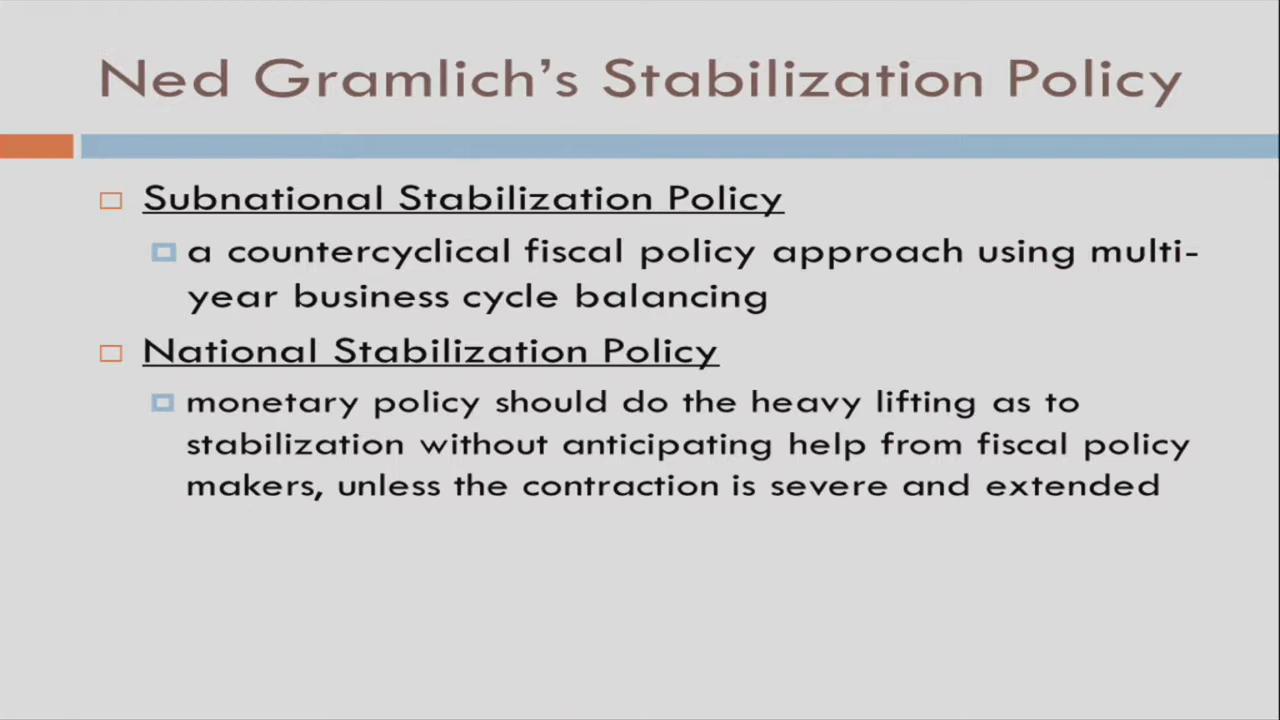 Ned Gramlich’s Stabilization Policy
Subnational Stabilization Policy
a countercyclical fiscal policy approach using multi-
year business cycle balancing
National Stabilization Policy
monetary policy should do the heavy lifting as to
stabilization without anticipating help from fiscal policy
makers, unless the contraction is severe and extended